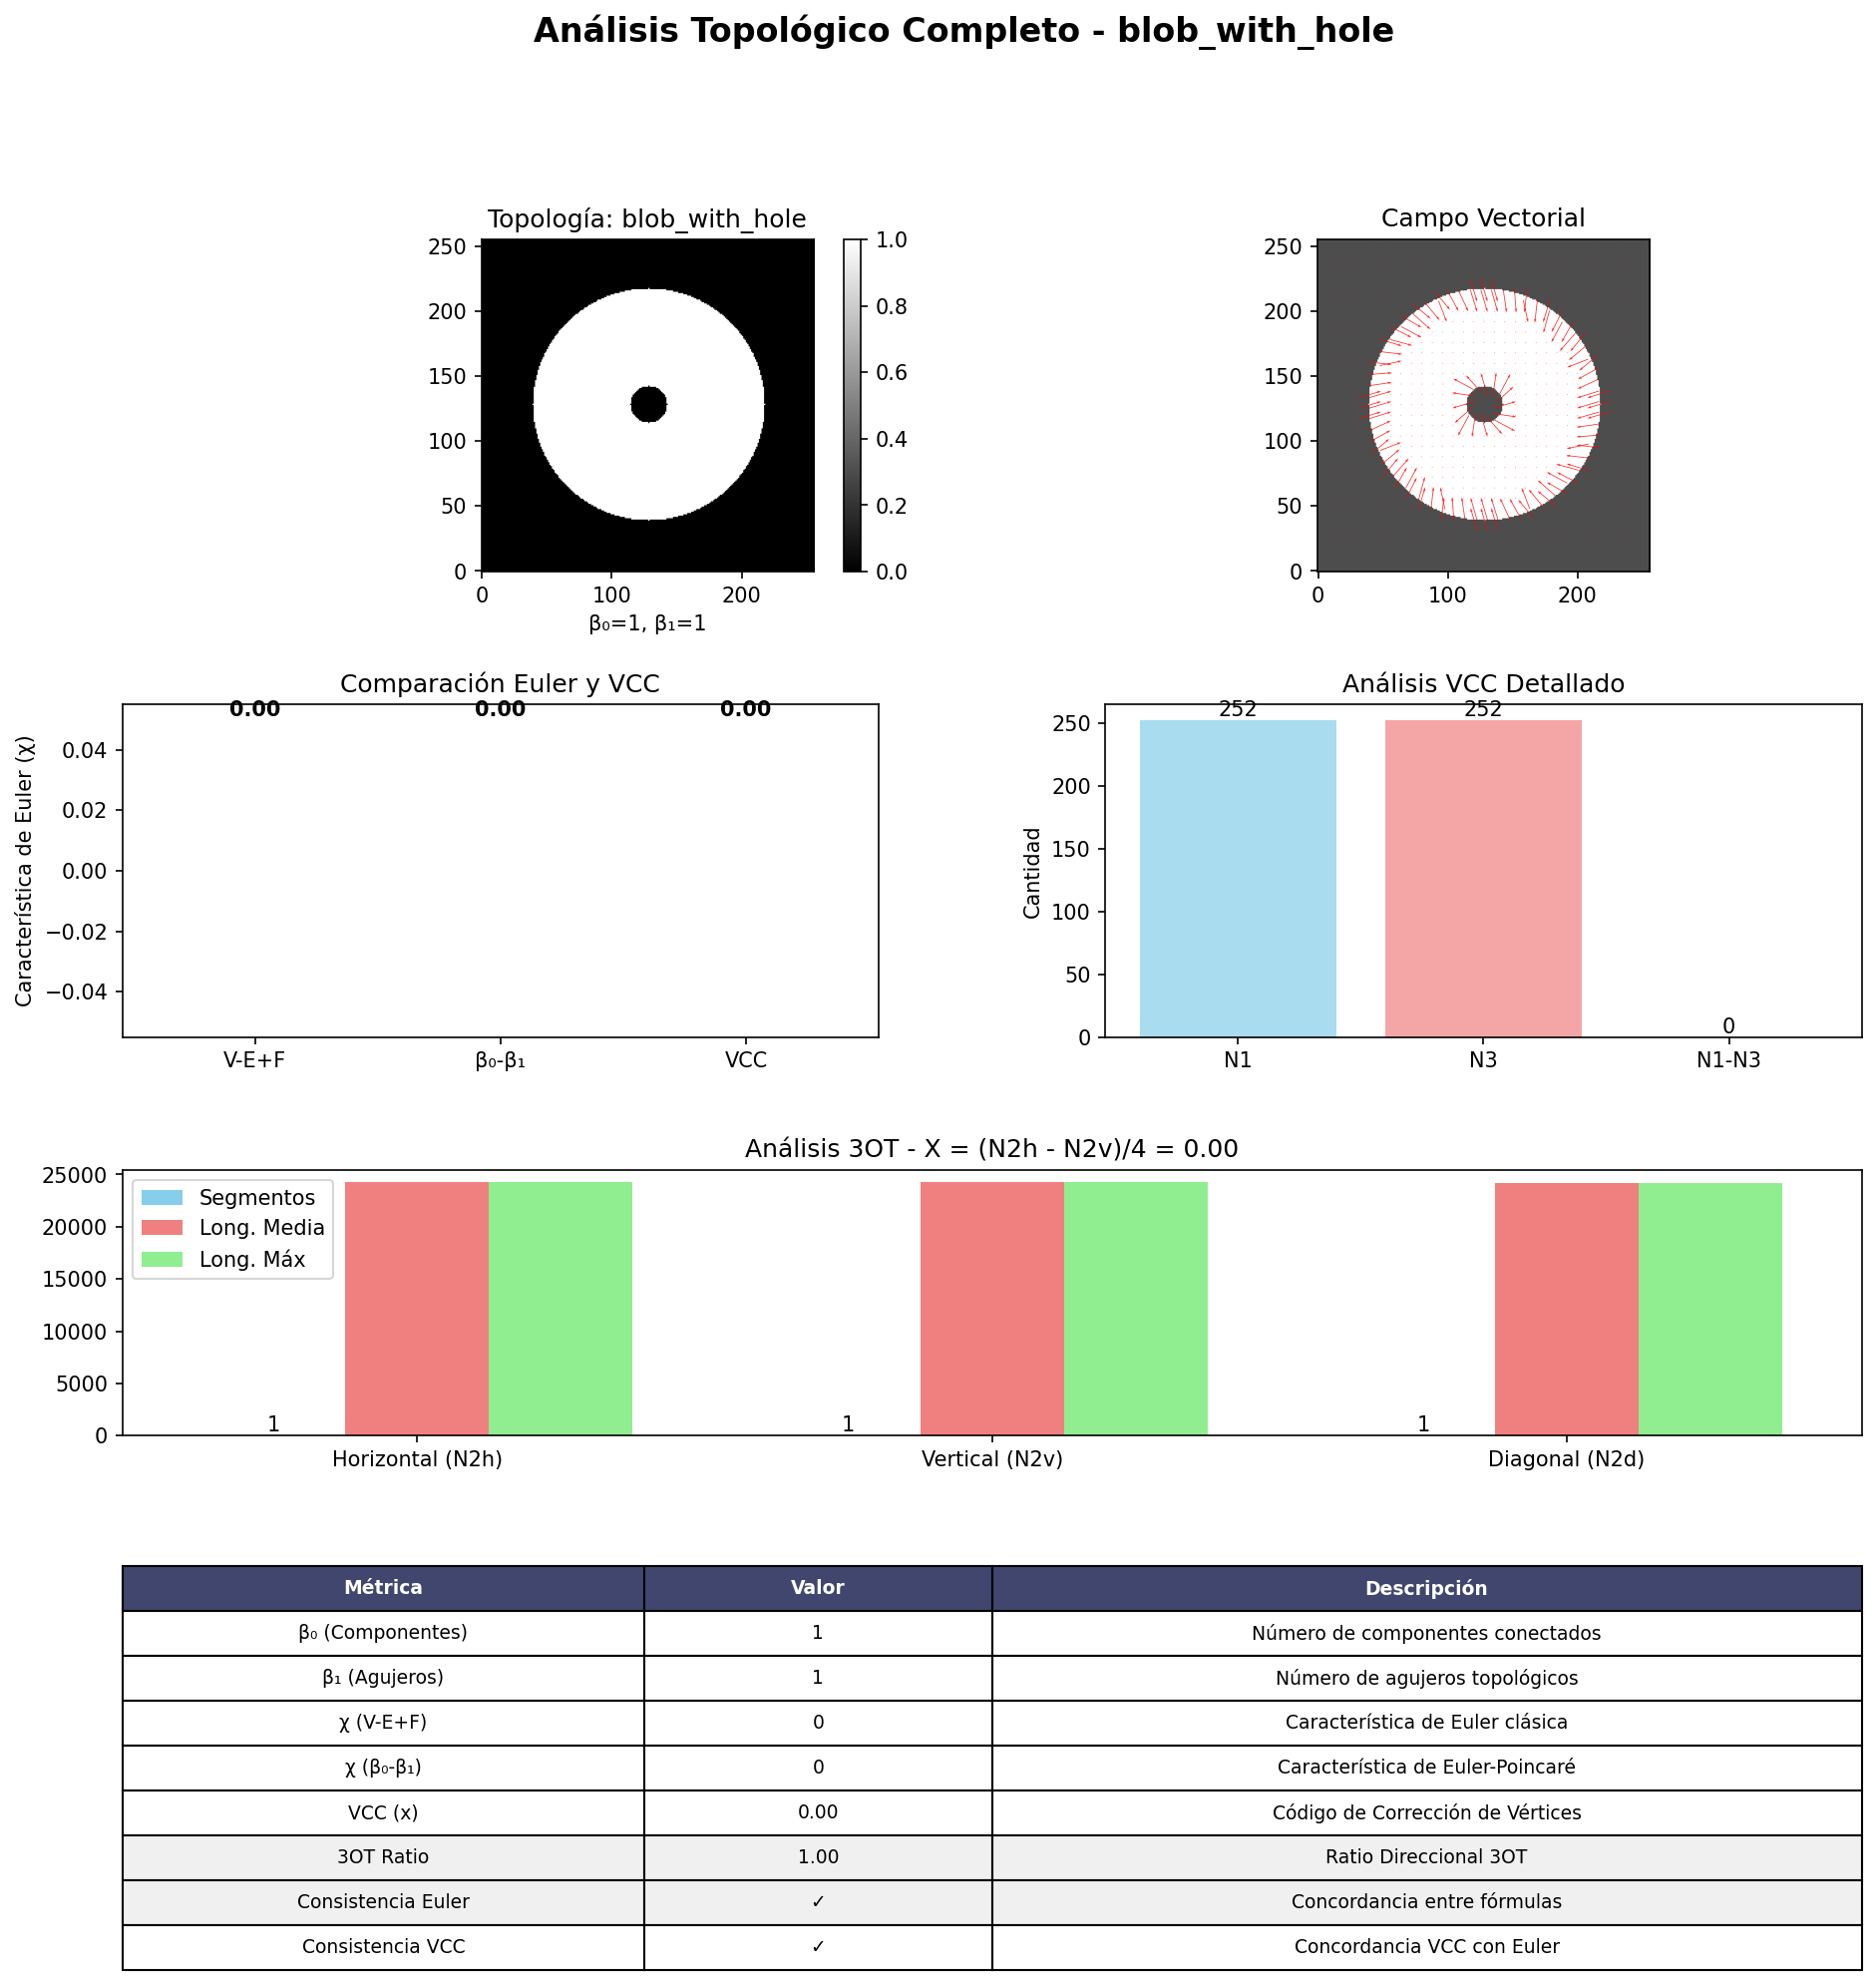 Análisis Topológico Completo - blob_with_hole
Topología: blob_with_hole
250
200
150
100
50
0
0 100 200
β₀=1, β₁=1
1.0
0.8
0.6
0.4
0.2
0.0
Campo Vectorial
250
200
150
100
50
0
0 100 200
Comparación Euler y VCC
Característica de Euler (χ)
0.04
0.02
0.00
−0.02
−0.04
0.00 0.00 0.00
V-E+F β₀-β₁ VCC
Análisis VCC Detallado
Cantidad
250
200
150
100
50
0
252 252 0
N1 N3 N1-N3
Análisis 3OT - X = (N2h - N2v)/4 = 0.00
25000
20000
15000
10000
5000
0
Segmentos
Long. Media
Long. Máx
1 1 1
Horizontal (N2h) Vertical (N2v) Diagonal (N2d)
Métrica Valor Descripción
β₀ (Componentes) 1 Número de componentes conectados
β₁ (Agujeros) 1 Número de agujeros topológicos
χ (V-E+F) 0 Característica de Euler clásica
χ (β₀-β₁) 0 Característica de Euler-Poincaré
VCC (x) 0.00 Código de Corrección de Vértices
3OT Ratio 1.00 Ratio Direccional 3OT
Consistencia Euler ✓ Concordancia entre fórmulas
Consistencia VCC ✓ Concordancia VCC con Euler